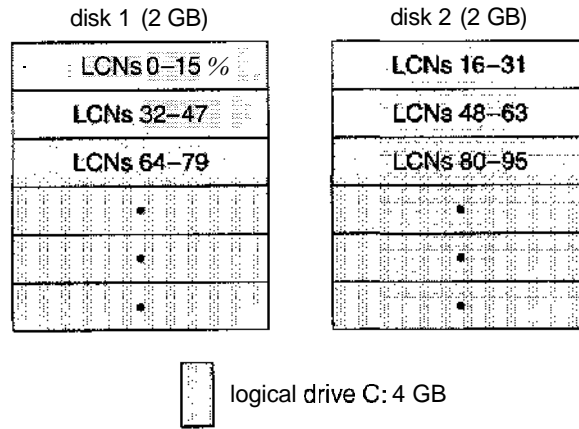 disk 1 (2 GB) disk 2 (2 GB)
LCNs 0–15 % LCNs 16–31
LCNs 32–47 LCNs 48–63
LCNs 64–79 LCNs 80–95
logical drive C: 4 GB